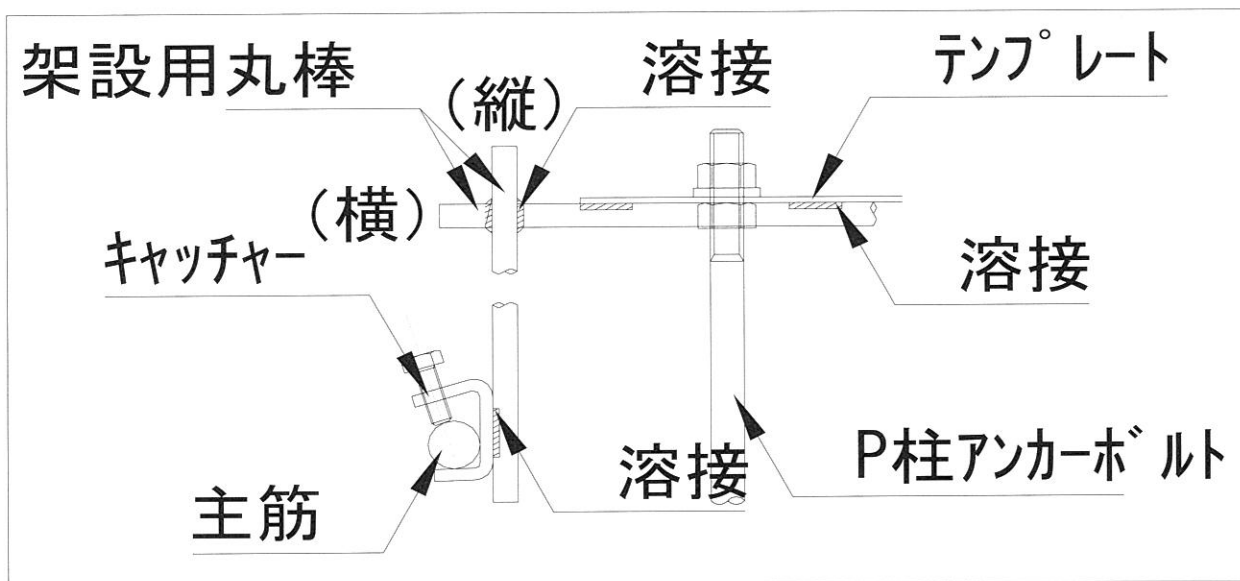 架設用丸棒
(縦)
溶接
テンプレート
(横)
キャッチャー
溶接
溶接
P柱アンカーボルト
主筋